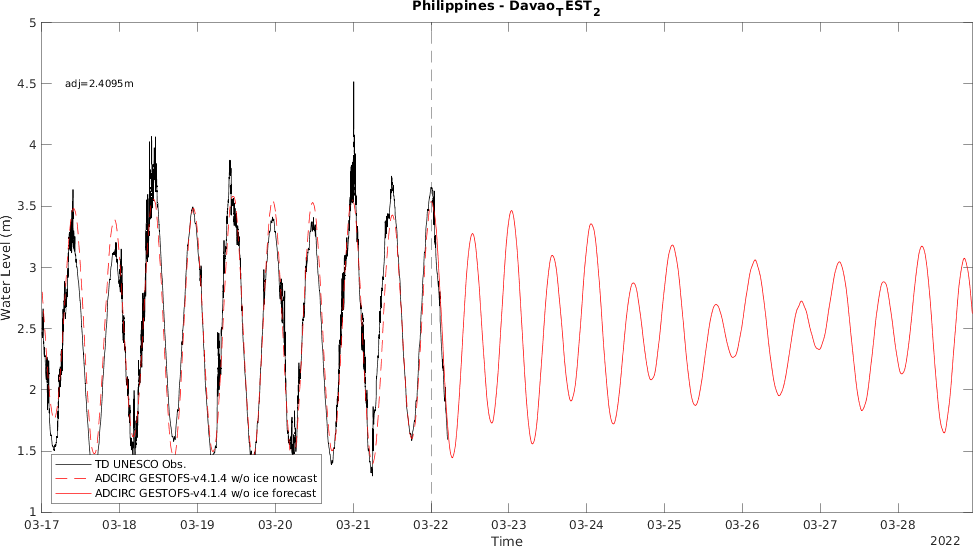 Philippines - Davao_TEST_2
5
4.5
4
3.5
3
2.5
2
1.5
1
Water Level (m)
adj=2.4095m
TD UNESCO Obs.
ADCIRC GESTOFS-v4.1.4 w/o ice nowcast
ADCIRC GESTOFS-v4.1.4 w/o ice forecast
03-17 03-18 03-19 03-20 03-21 03-22 03-23 03-24 03-25 03-26 03-27 03-28
Time
2022